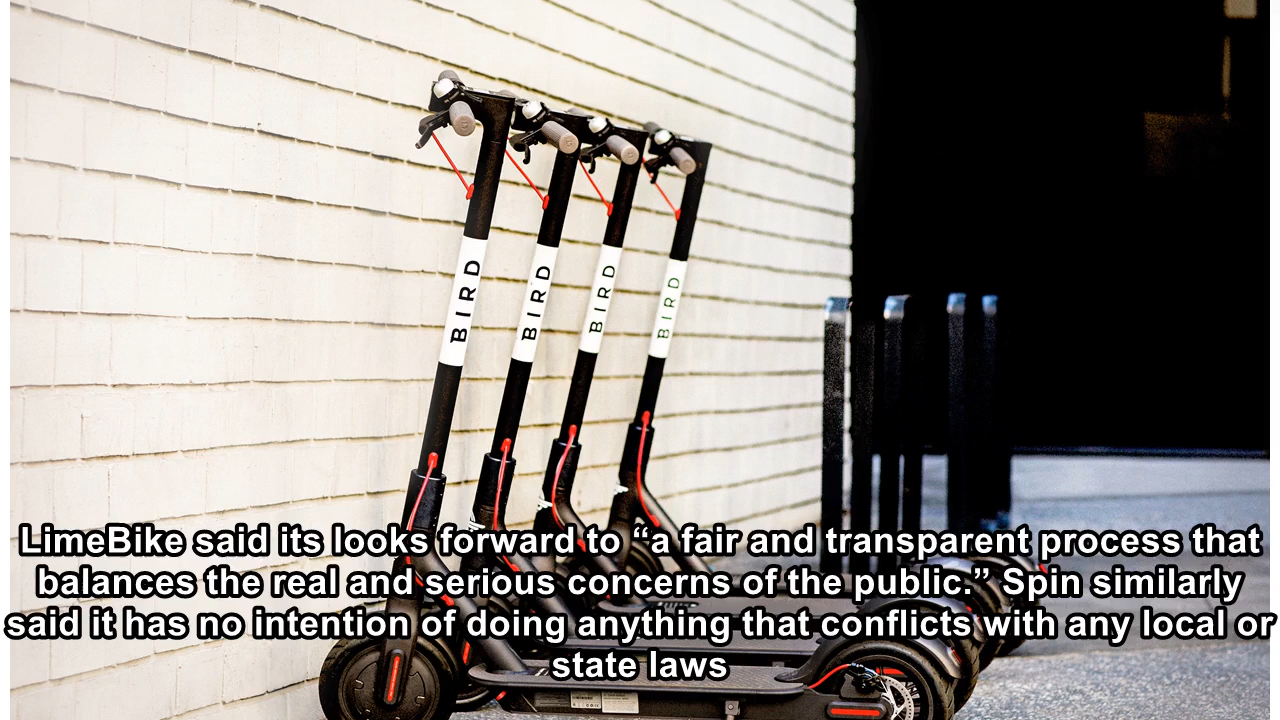 BIRD
BIRD
BIRD
BIRD
LimeBike said its looks forward to “a fair and transparent process that
balances the real and serious concerns of the public.” Spin similarly
said it has no intention of doing anything that conflicts with any local or
state laws